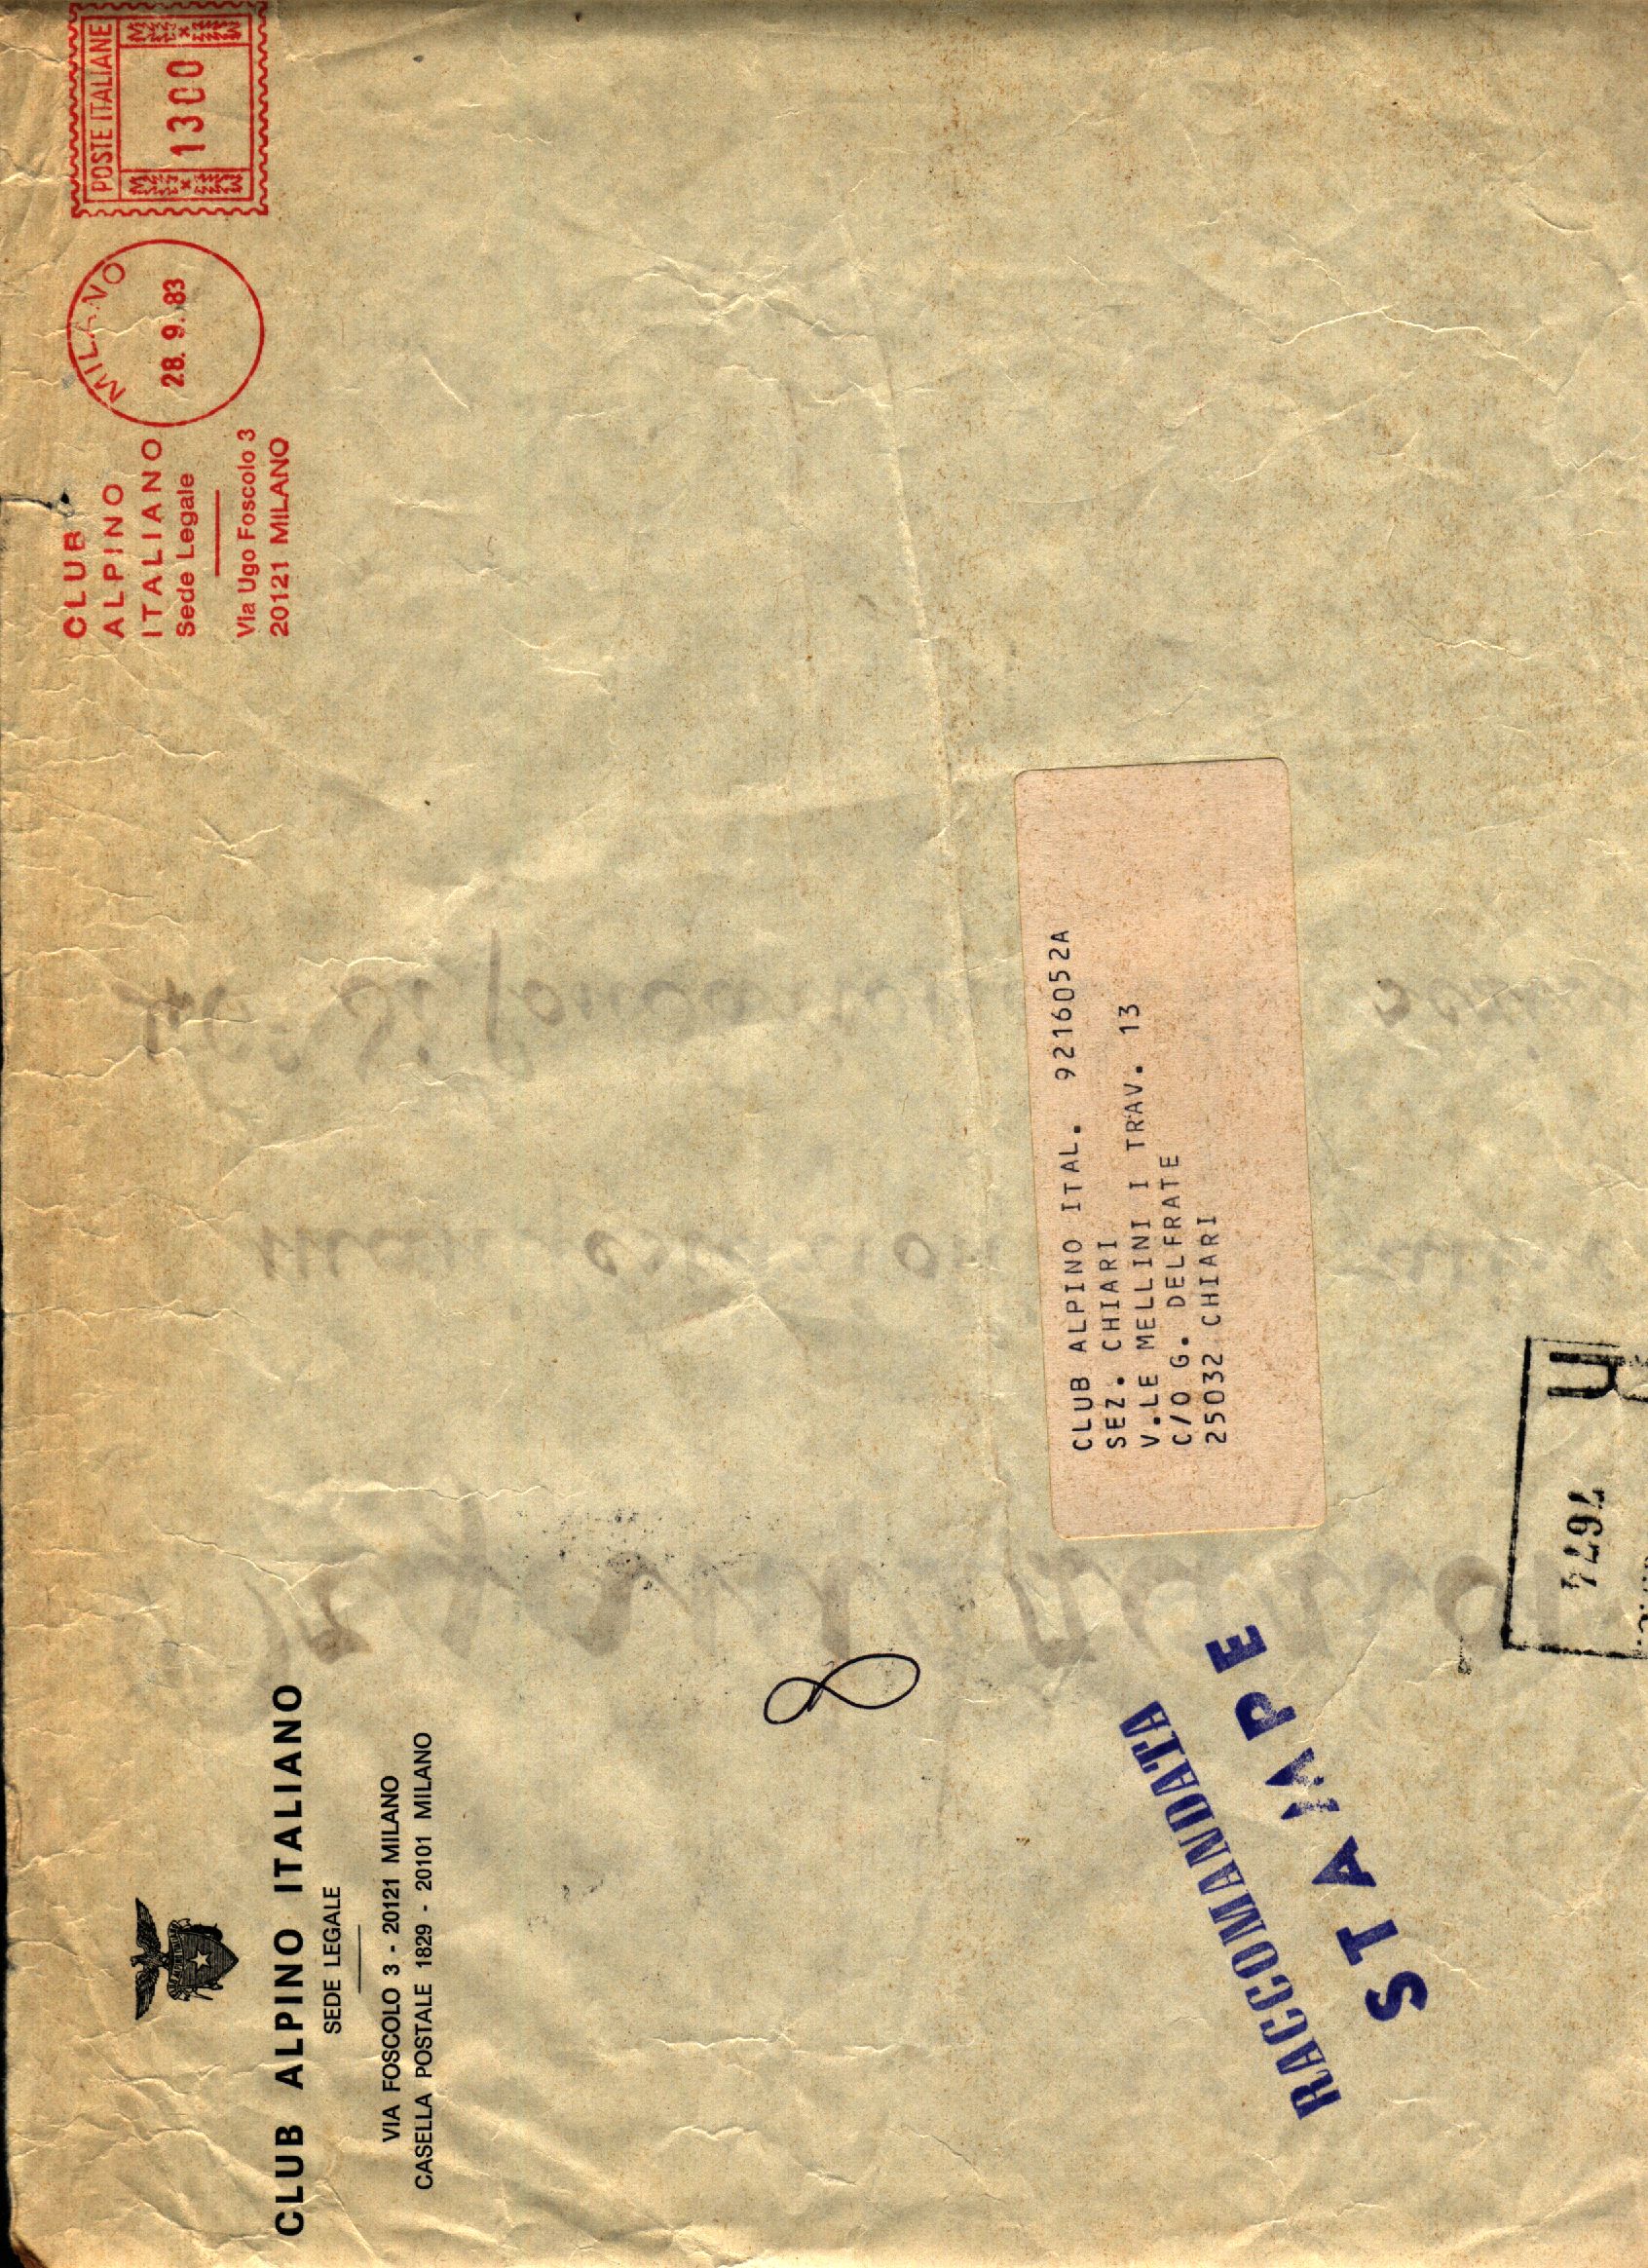 CLUB ALPINO ITALIANO
SEDE LEGALE
VIA FOSCOLO 3 - 20121 MILANO
CASELLA POSTALE 1829 - 20101 MILANO
CLUB
ALPINO
ITALIANO
Sede Legale
Via Ugo Foscolo 3
20121 MILANO
MILANO
28. 9. 83
POSTE ITALIANE
1300
8
CLUB ALPINO ITAL. 9216052A
SEZ. CHIARI
V.LE MELLINI I TRAV. 13
C/O G. DELFRATE
25032 CHIARI
RACCOMANDATA
STAMPE
7674